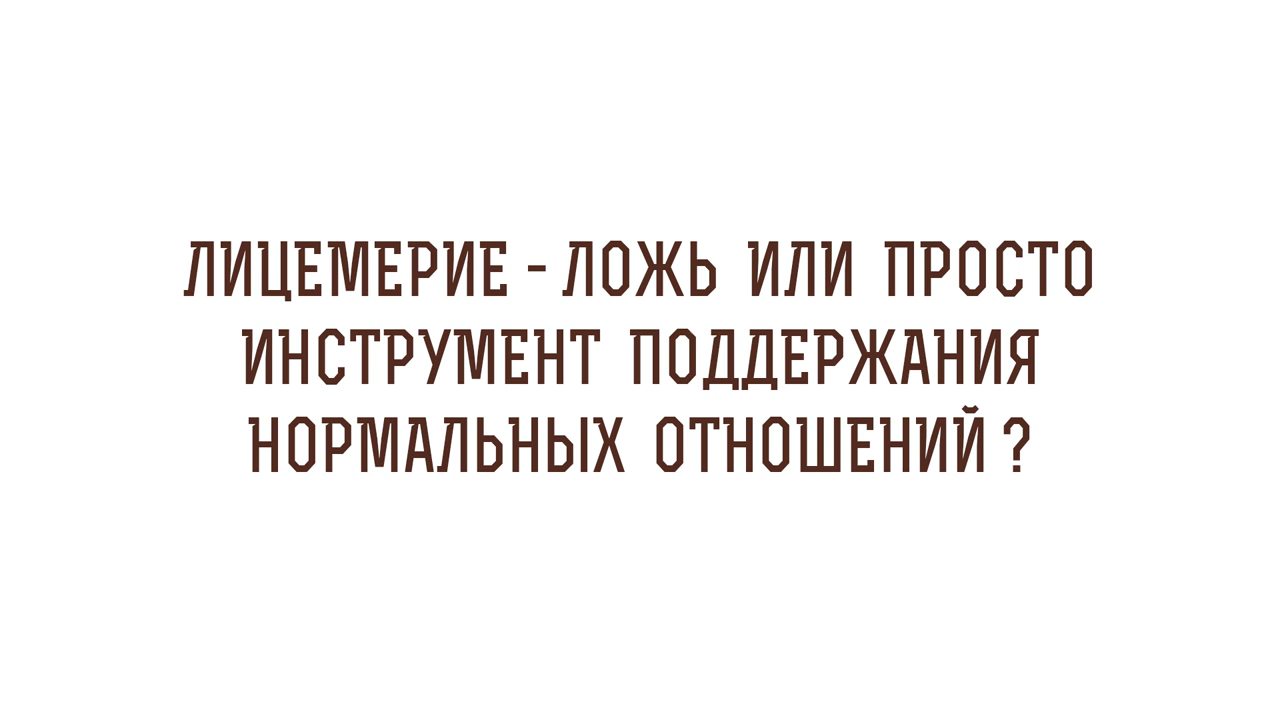 ЛИЦЕМЕРИЕ - ЛОЖЬ ИЛИ ПРОСТО
ИНСТРУМЕНТ ПОДДЕРЖАНИЯ
НОРМАЛЬНЫХ ОТНОШЕНИЙ ?